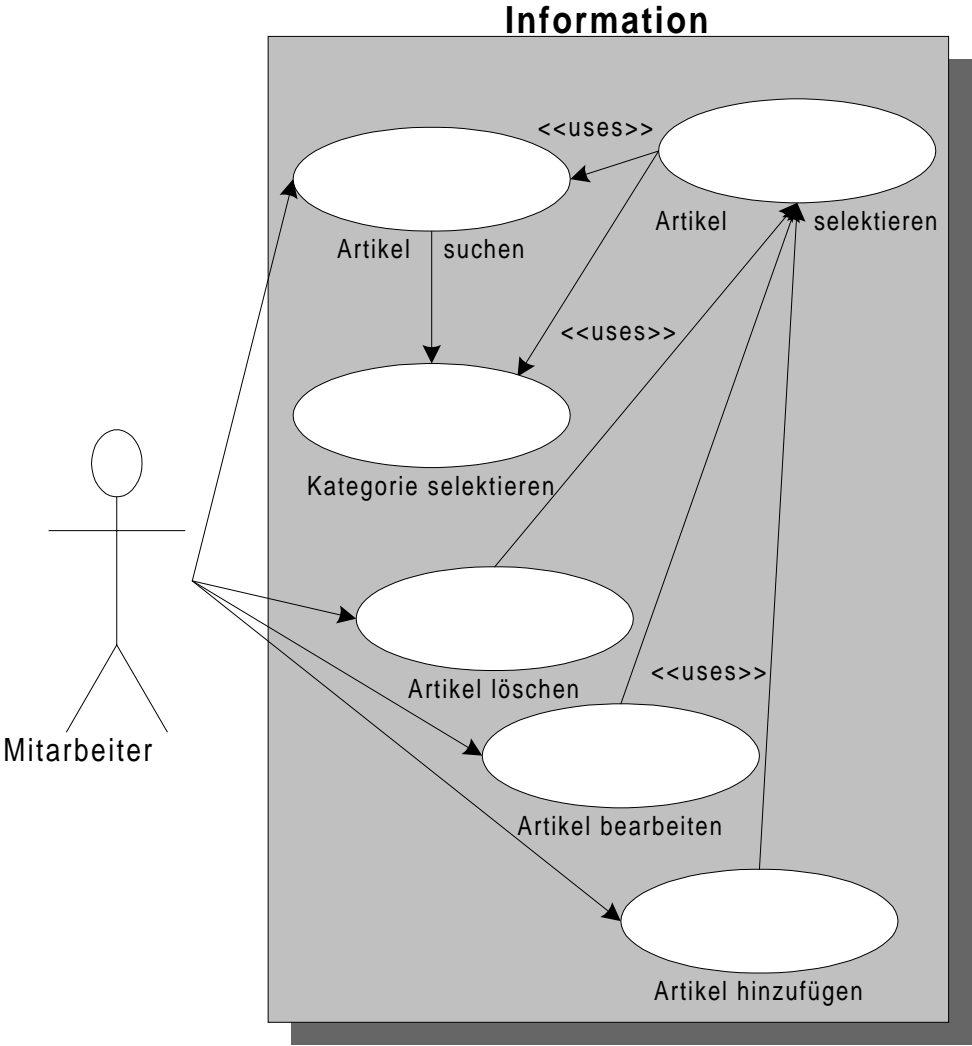 Information
<<uses>>
Artikel selektieren
Artikel suchen
<<uses>>
Kategorie selektieren
<<uses>>
Artikel löschen
Mitarbeiter
Artikel bearbeiten
Artikel hinzufügen